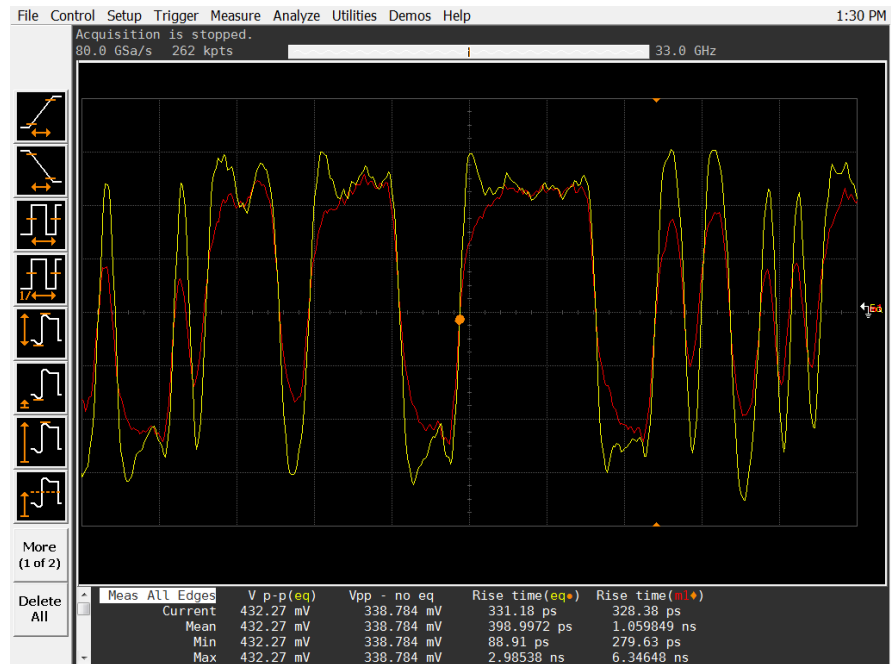 File Control Setup Trigger Measure Analyze Utilities Demos Help 1:30 PM
Acquisition is stopped.
80.0 GSa/s 262 kpts 33.0 GHz
1/
Eq
More
(1 of 2)
Delete
All
Meas All Edges V p-p(eq) Vpp - no eq Rise time(eq●) Rise time(m1♦)
Current 432.27 mV 338.784 mV 331.18 ps 328.38 ps
Mean 432.27 mV 338.784 mV 398.9972 ps 1.059849 ns
Min 432.27 mV 338.784 mV 88.91 ps 279.63 ps
Max 432.27 mV 338.784 mV 2.98538 ns 6.34648 ns